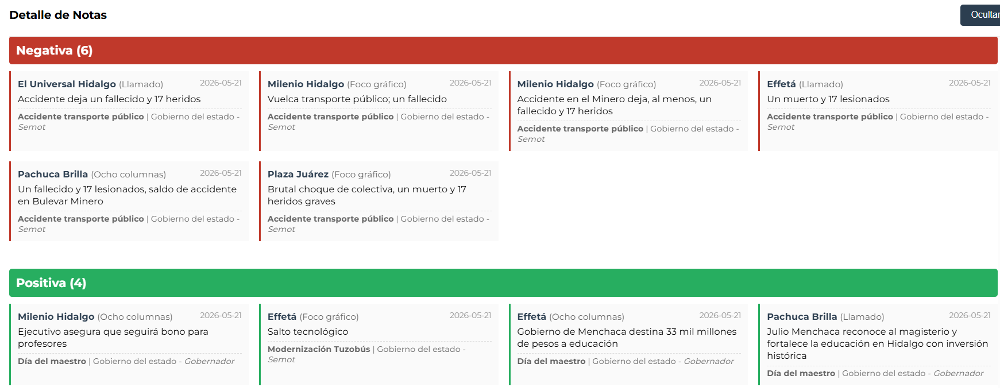 Detalle de Notas
Ocultar
Negativa (6)
El Universal Hidalgo (Llamado) 2026-05-21
Accidente deja un fallecido y 17 heridos
Accidente transporte público | Gobierno del estado -
Semot
Milenio Hidalgo (Foco gráfico) 2026-05-21
Vuelca transporte público; un fallecido
Accidente transporte público | Gobierno del estado -
Semot
Milenio Hidalgo (Foco gráfico) 2026-05-21
Accidente en el Minero deja, al menos, un
fallecido y 17 heridos
Accidente transporte público | Gobierno del estado -
Semot
Effetá (Llamado) 2026-05-21
Un muerto y 17 lesionados
Accidente transporte público | Gobierno del estado -
Semot
Pachuca Brilla (Ocho columnas) 2026-05-21
Un fallecido y 17 lesionados, saldo de accidente
en Bulevar Minero
Accidente transporte público | Gobierno del estado -
Semot
Plaza Juárez (Foco gráfico) 2026-05-21
Brutal choque de colectiva, un muerto y 17
heridos graves
Accidente transporte público | Gobierno del estado -
Semot
Positiva (4)
Milenio Hidalgo (Ocho columnas) 2026-05-21
Ejecutivo asegura que seguirá bono para
profesores
Día del maestro | Gobierno del estado - Gobernador
Effetá (Foco gráfico) 2026-05-21
Salto tecnológico
Modernización Tuzobús | Gobierno del estado -
Semot
Effetá (Ocho columnas) 2026-05-21
Gobierno de Menchaca destina 33 mil millones
de pesos a educación
Día del maestro | Gobierno del estado - Gobernador
Pachuca Brilla (Llamado) 2026-05-21
Julio Menchaca reconoce al magisterio y
fortalece la educación en Hidalgo con inversión
histórica
Día del maestro | Gobierno del estado - Gobernador